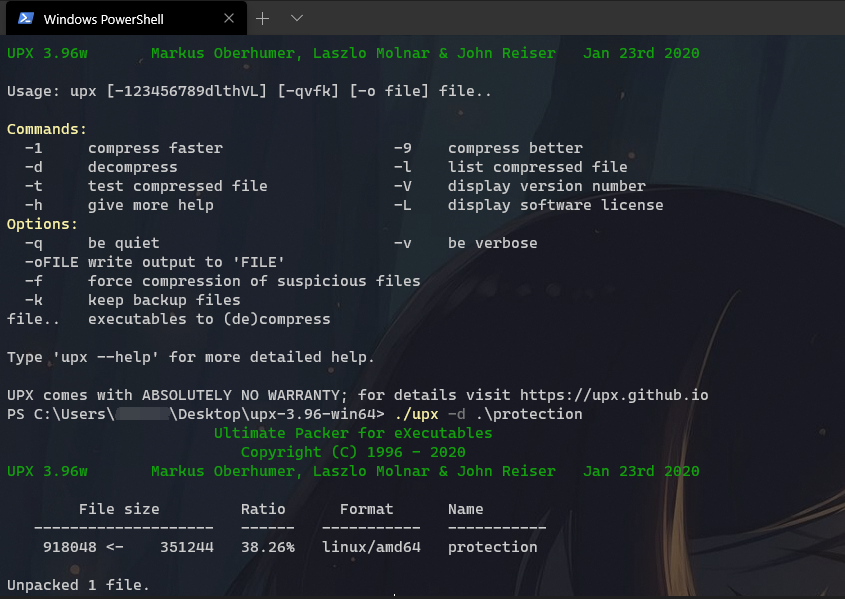 Windows PowerShell
UPX 3.96w       Markus Oberhumer, Laszlo Molnar & John Reiser   Jan 23rd 2020
Usage: upx [-123456789dlthVL] [-qvfk] [-o file] file..
Commands:
  -1     compress faster                   -9    compress better
  -d     decompress                        -l    list compressed file
  -t     test compressed file              -V    display version number
  -h     give more help                    -L    display software license
Options:
  -q     be quiet                          -v    be verbose
  -oFILE write output to 'FILE'
  -f     force compression of suspicious files
  -k     keep backup files
file..   executables to (de)compress
Type 'upx --help' for more detailed help.
UPX comes with ABSOLUTELY NO WARRANTY; for details visit https://upx.github.io
PS C:\Users\ \Desktop\upx-3.96-win64> ./upx -d .\protection
                       Ultimate Packer for eXecutables
                          Copyright (C) 1996 - 2020
UPX 3.96w       Markus Oberhumer, Laszlo Molnar & John Reiser   Jan 23rd 2020
        File size         Ratio      Format      Name
   --------------------   ------   -----------   -----------
    918048 <-    351244   38.26%   linux/amd64   protection
Unpacked 1 file.